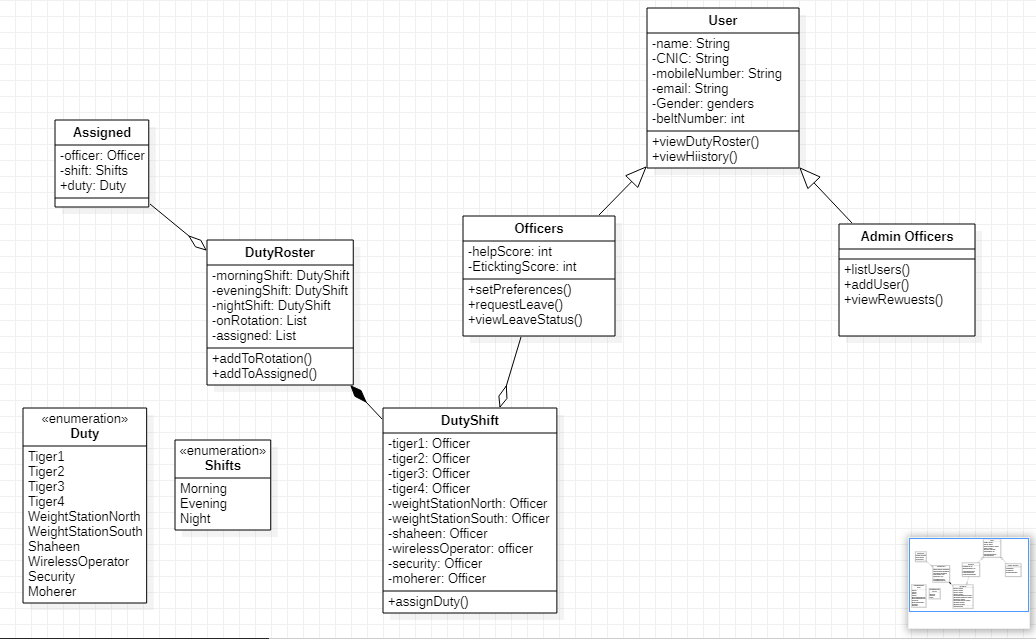 User
-name: String
-CNIC: String
-mobileNumber: String
-email: String
-Gender: genders
-beltNumber: int
+viewDutyRoster()
+viewHiistory()
Assigned
-officer: Officer
-shift: Shifts
+duty: Duty
Officers
-helpScore: int
-EticktingScore: int
+setPreferences()
+requestLeave()
+viewLeaveStatus()
Admin Officers
+listUsers()
+addUser()
+viewRewuests()
DutyRoster
-morningShift: DutyShift
-eveningShift: DutyShift
-nightShift: DutyShift
-onRotation: List
-assigned: List
+addToRotation()
+addToAssigned()
«enumeration»
Duty
Tiger1
Tiger2
Tiger3
Tiger4
WeightStationNorth
WeightStationSouth
Shaheen
WirelessOperator
Security
Moherer
«enumeration»
Shifts
Morning
Evening
Night
DutyShift
-tiger1: Officer
-tiger2: Officer
-tiger3: Officer
-tiger4: Officer
-weightStationNorth: Officer
-weightStationSouth: Officer
-shaheen: Officer
-wirelessOperator: officer
-security: Officer
-moherer: Officer
+assignDuty()